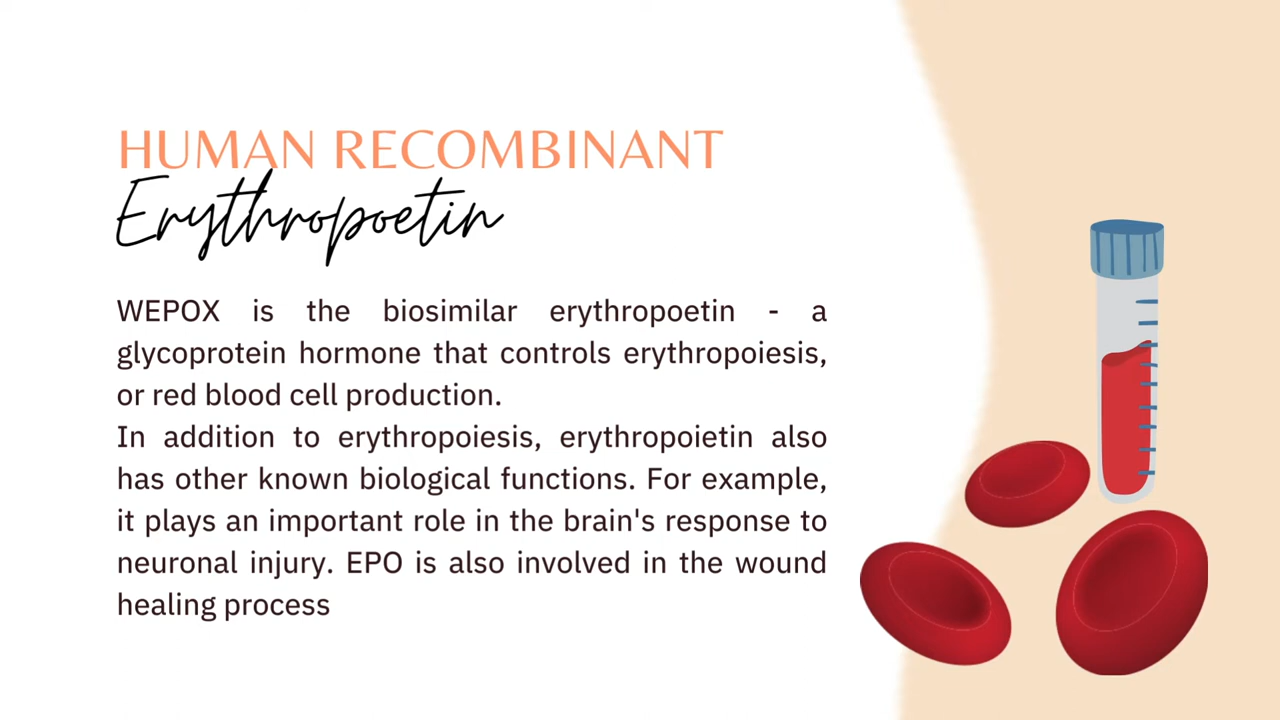 HUMAN RECOMBINANT
Erythropoetin
WEPOX is the biosimilar erythropoetin - a
glycoprotein hormone that controls erythropoiesis,
or red blood cell production.
In addition to erythropoiesis, erythropoietin also
has other known biological functions. For example,
it plays an important role in the brain's response to
neuronal injury. EPO is also involved in the wound
healing process